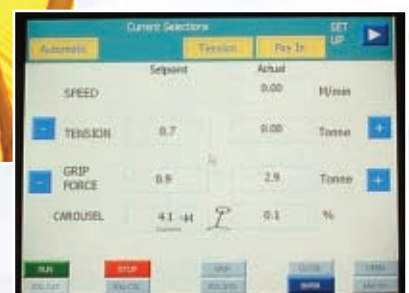 Current Selections
SET UP
Automatic Tension Pay In
Setpoint Actual
SPEED 0.00 M/min
- TENSION 0.7 0.00 Tonne +
- GRIP FORCE 0.9 2.9 Tonne +
CAROUSEL 4.1 0.1 %
RUN STOP